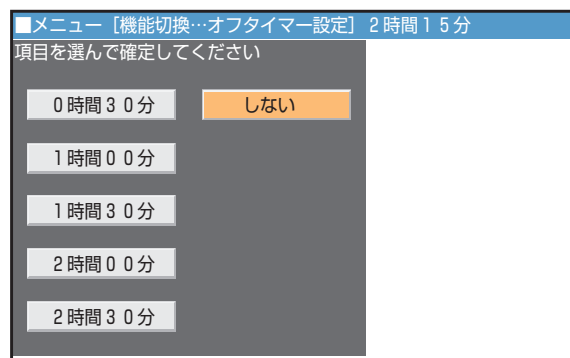 ■メニュー［機能切換…オフタイマー設定］２時間１５分
項目を選んで確定してください
０時間３０分
しない
１時間００分
１時間３０分
２時間００分
２時間３０分